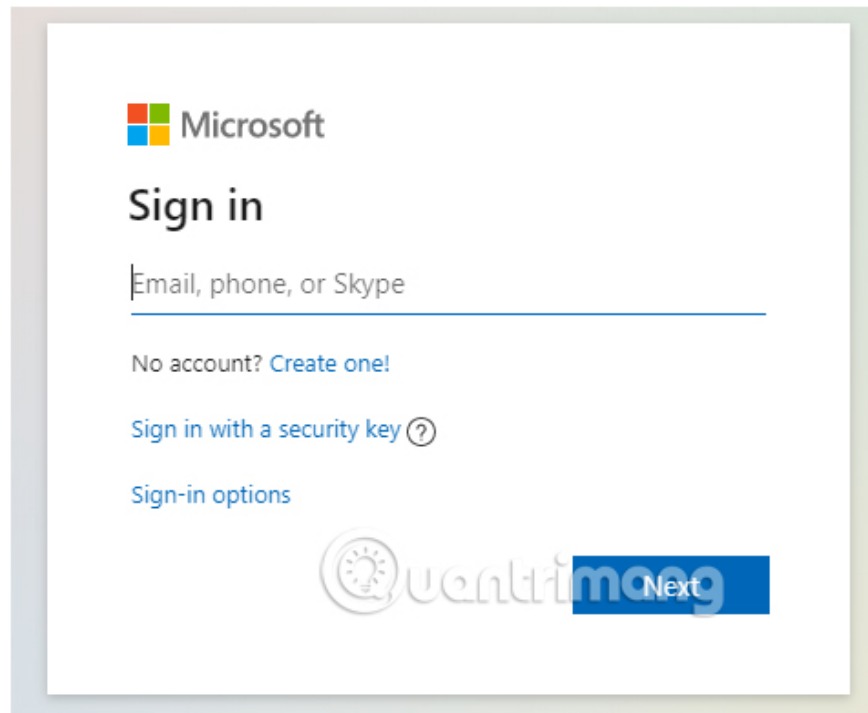 Microsoft
Sign in
Email, phone, or Skype
No account? Create one!
Sign in with a security key ?
Sign-in options
Next
Quantrimang